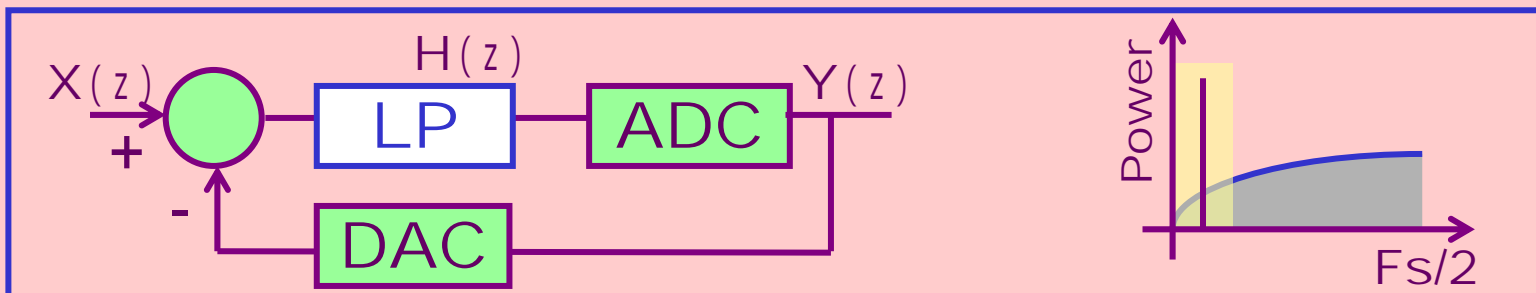 X(z)
H(z)
LP
ADC
Y(z)
+
-
DAC
Power
Fs/2